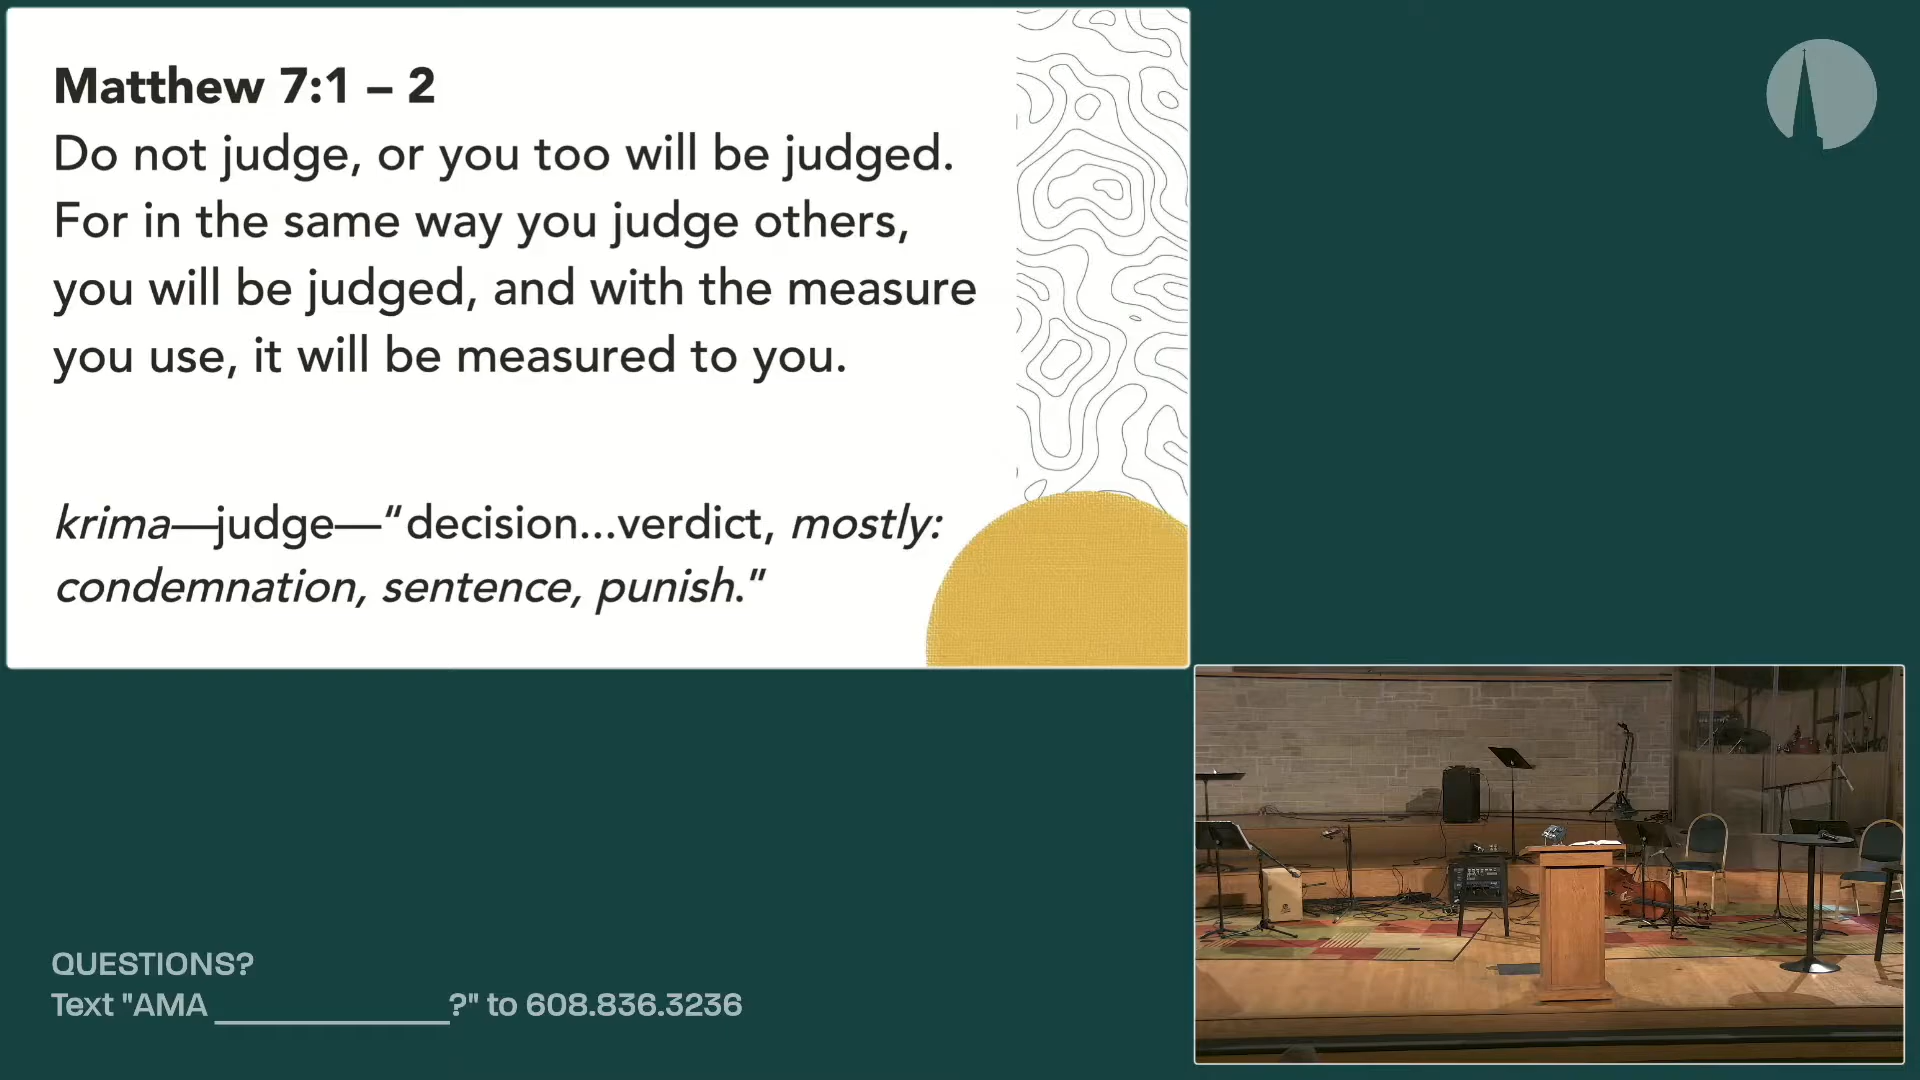 Matthew 7:1 – 2
Do not judge, or you too will be judged.
For in the same way you judge others,
you will be judged, and with the measure
you use, it will be measured to you.
krima—judge—“decision...verdict, mostly:
condemnation, sentence, punish.”
QUESTIONS?
Text "AMA ______________?" to 608.836.3236